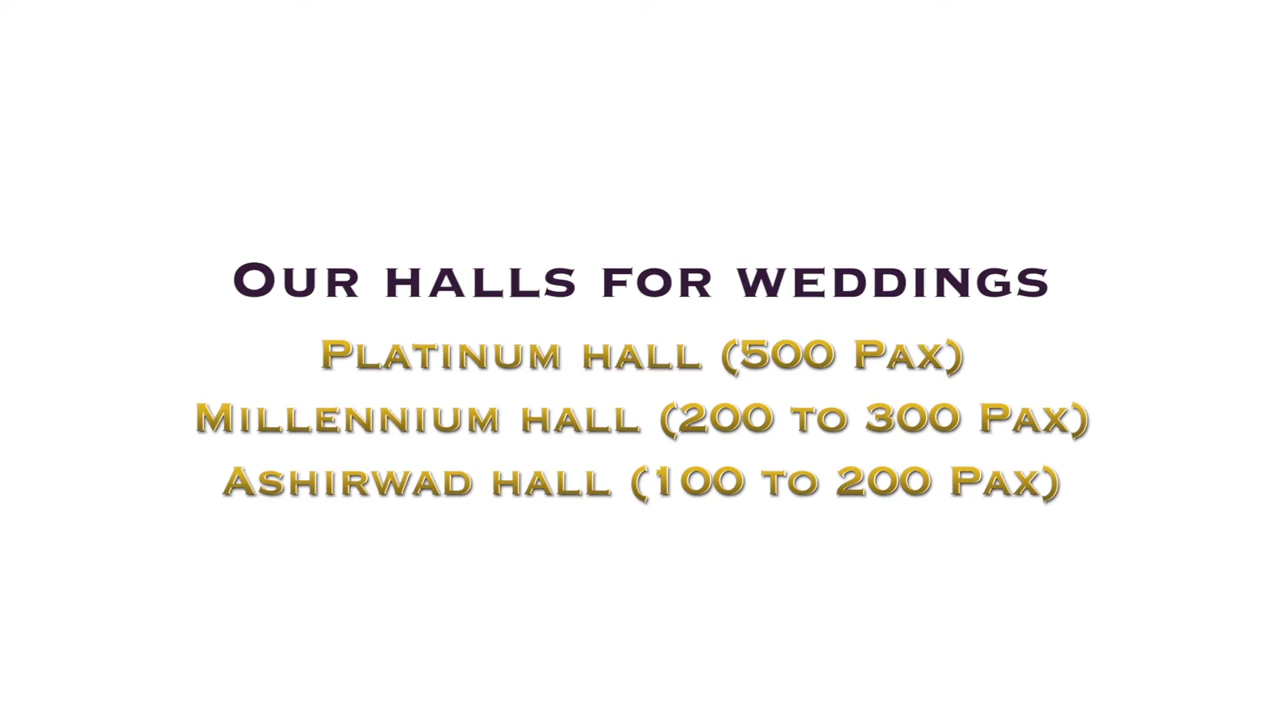 Our halls for weddings
Platinum hall (500 Pax)
Millennium hall (200 to 300 Pax)
Ashirwad hall (100 to 200 Pax)